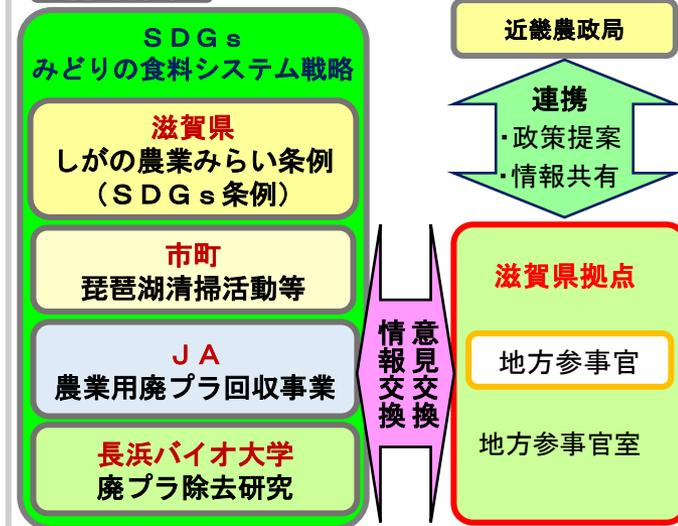 ＳＤＧｓ
みどりの食料システム戦略
滋賀県
しがの農業みらい条例
（ＳＤＧｓ条例）
市町
琵琶湖清掃活動等
ＪＡ
農業用廃プラ回収事業
長浜バイオ大学
廃プラ除去研究
意見交換
情報交換
近畿農政局
連携
・政策提案
・情報共有
滋賀県拠点
地方参事官
地方参事官室